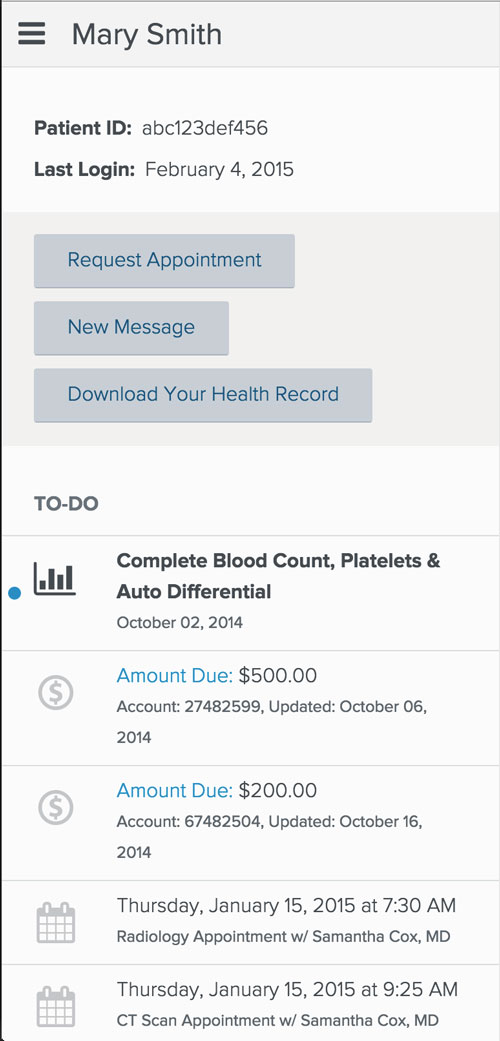 Mary Smith
Patient ID: abc123def456
Last Login: February 4, 2015
Request Appointment
New Message
Download Your Health Record
TO-DO
Complete Blood Count, Platelets &
Auto Differential
October 02, 2014
$
Amount Due: $500.00
Account: 27482599, Updated: October 06,
2014
$
Amount Due: $200.00
Account: 67482504, Updated: October 16,
2014
Thursday, January 15, 2015 at 7:30 AM
Radiology Appointment w/ Samantha Cox, MD
Thursday, January 15, 2015 at 9:25 AM
CT Scan Appointment w/ Samantha Cox, MD